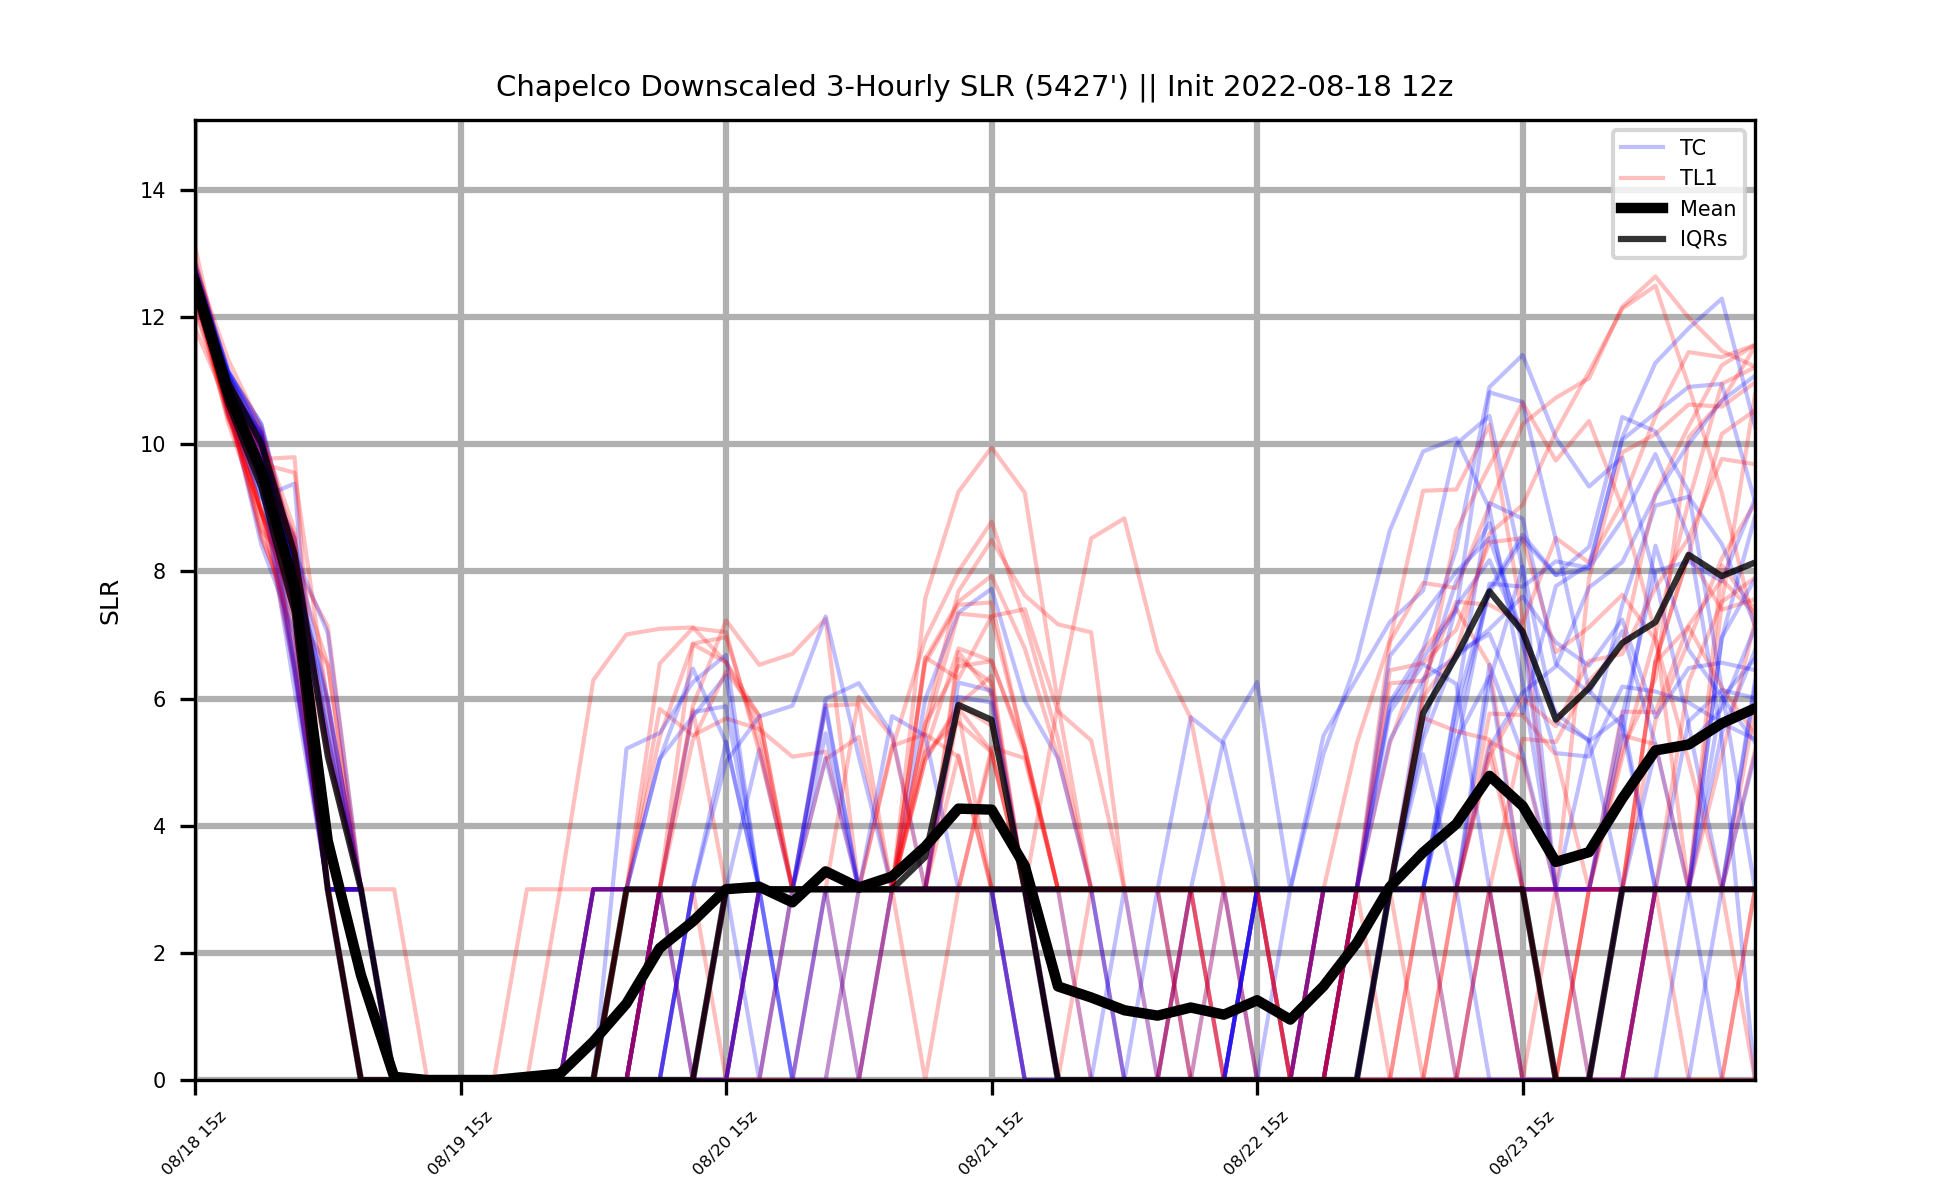 Chapelco Downscaled 3-Hourly SLR (5427') || Init 2022-08-18 12z
TC
TL1
Mean
IQRs
SLR
14
12
10
8
6
4
2
0
08/18 15z
08/19 15z
08/20 15z
08/21 15z
08/22 15z
08/23 15z